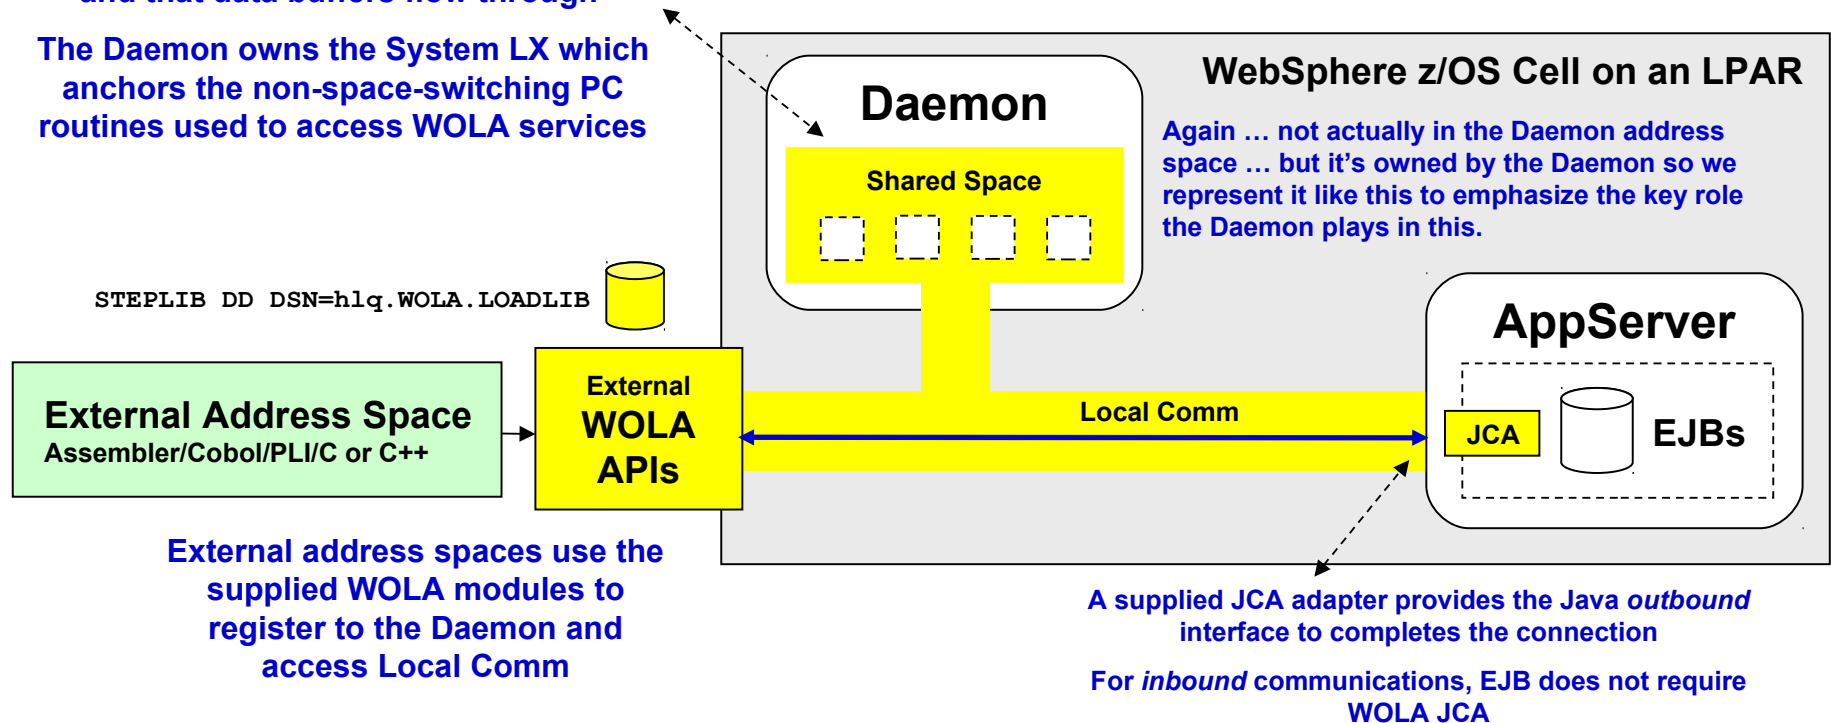 and that data buffers flow through
The Daemon owns the System LX which
anchors the non-space-switching PC
routines used to access WOLA services
WebSphere z/OS Cell on an LPAR
Daemon
Again … not actually in the Daemon address
space … but it’s owned by the Daemon so we
represent it like this to emphasize the key role
the Daemon plays in this.
Shared Space
STEPLIB DD DSN=hlq.WOLA.LOADLIB
AppServer
External Address Space
Assembler/Cobol/PLI/C or C++
External
WOLA
APIs
Local Comm
JCA
EJBs
External address spaces use the
supplied WOLA modules to
register to the Daemon and
access Local Comm
A supplied JCA adapter provides the Java outbound
interface to completes the connection
For inbound communications, EJB does not require
WOLA JCA